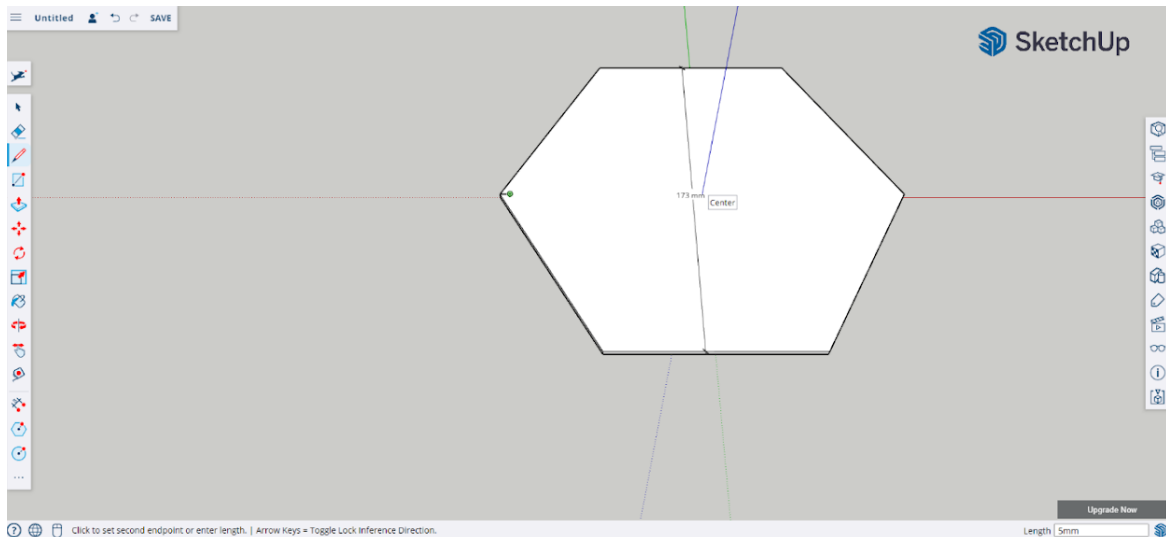 Untitled SAVE
SketchUp
173 mm
Center
Upgrade Now
Click to set second endpoint or enter length. | Arrow Keys = Toggle Lock Inference Direction.
Length 5mm